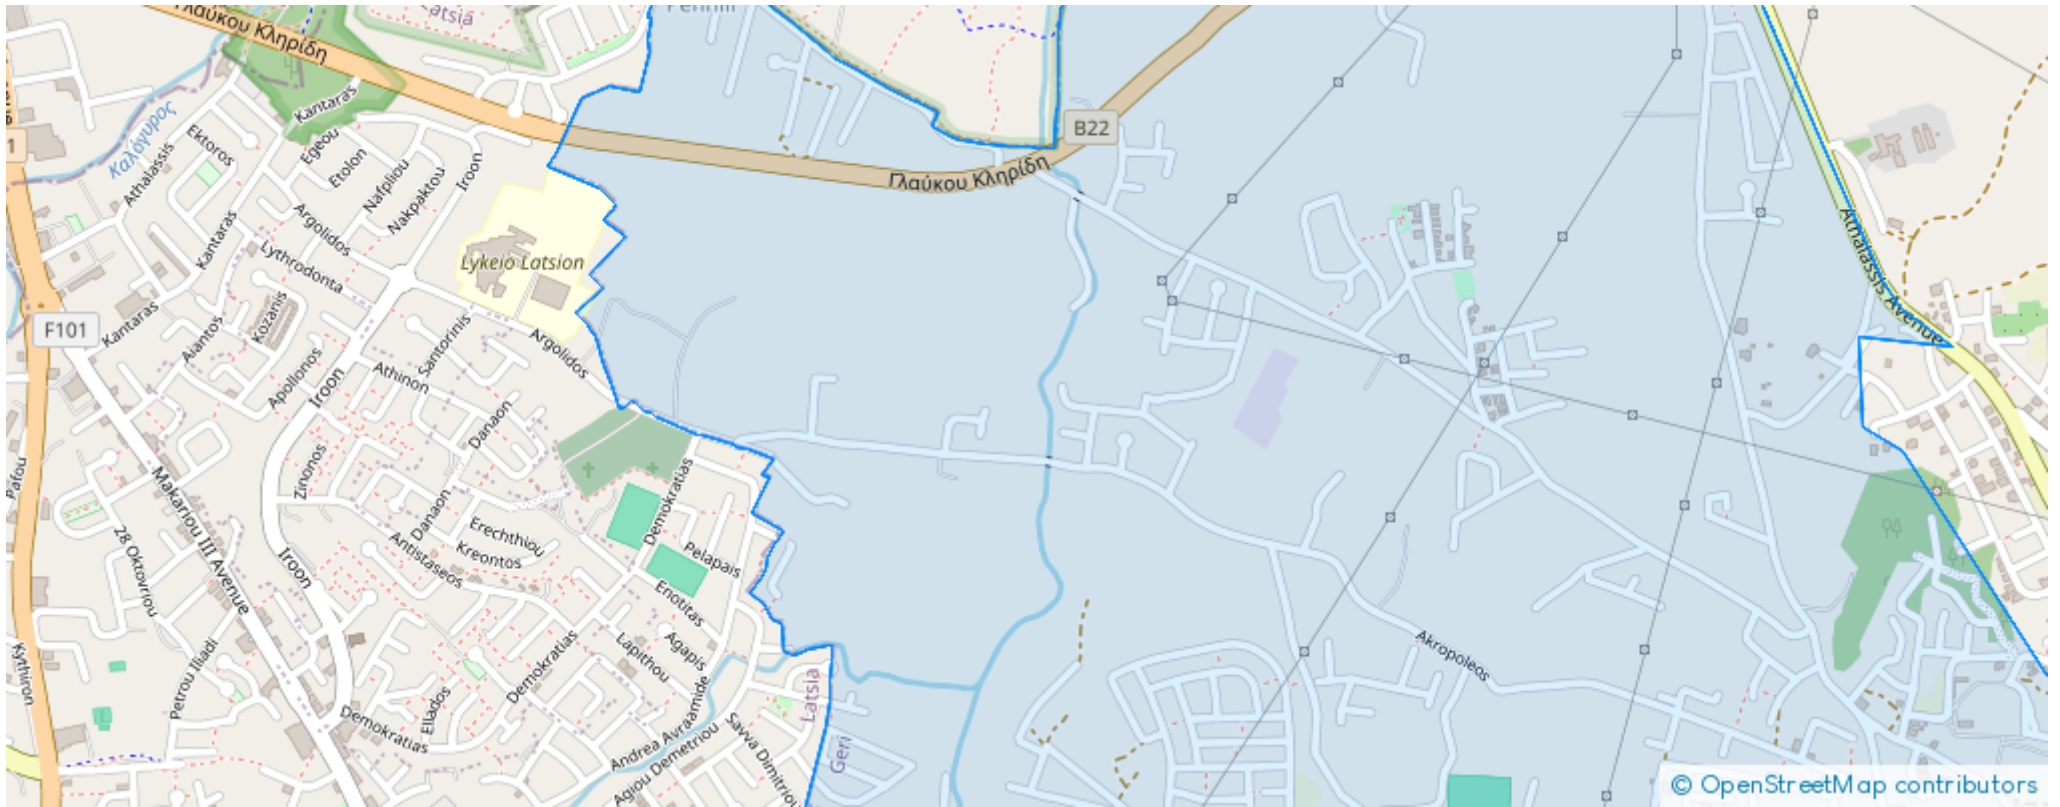 Latsia
Γλαύκου Κληρίδη
B22
Γλαύκου Κληρίδη
Kantaras
Καλόγυρος
Ektoros
Egeou
Etolon
Nafpliou
Nakpaktou
Iroon
Athalassis
Argolidos
Kantaras
Lythrodonta
Lykeio Latsion
Athalassis Avenue
1
F101
Kantaras
Aiantos
Kozanis
Santorinis
Argolidos
Apollonos
Iroon
Athinon
Danaon
Pafou
Makariou III Avenue
Zinonos
Danaon
Demokratias
Erechthiou
Kreontos
Antistaseos
Pelapais
Enotitas
28 Oktovriou
Iroon
Kythiron
Petrou Iliadi
Demokratias
Lapithou
Agapis
Akropoleos
Demokratias
Ellados
Andrea Avraamide
Agiou Demetriou
Savva Dimitriou
Latsia
Geri
© OpenStreetMap contributors